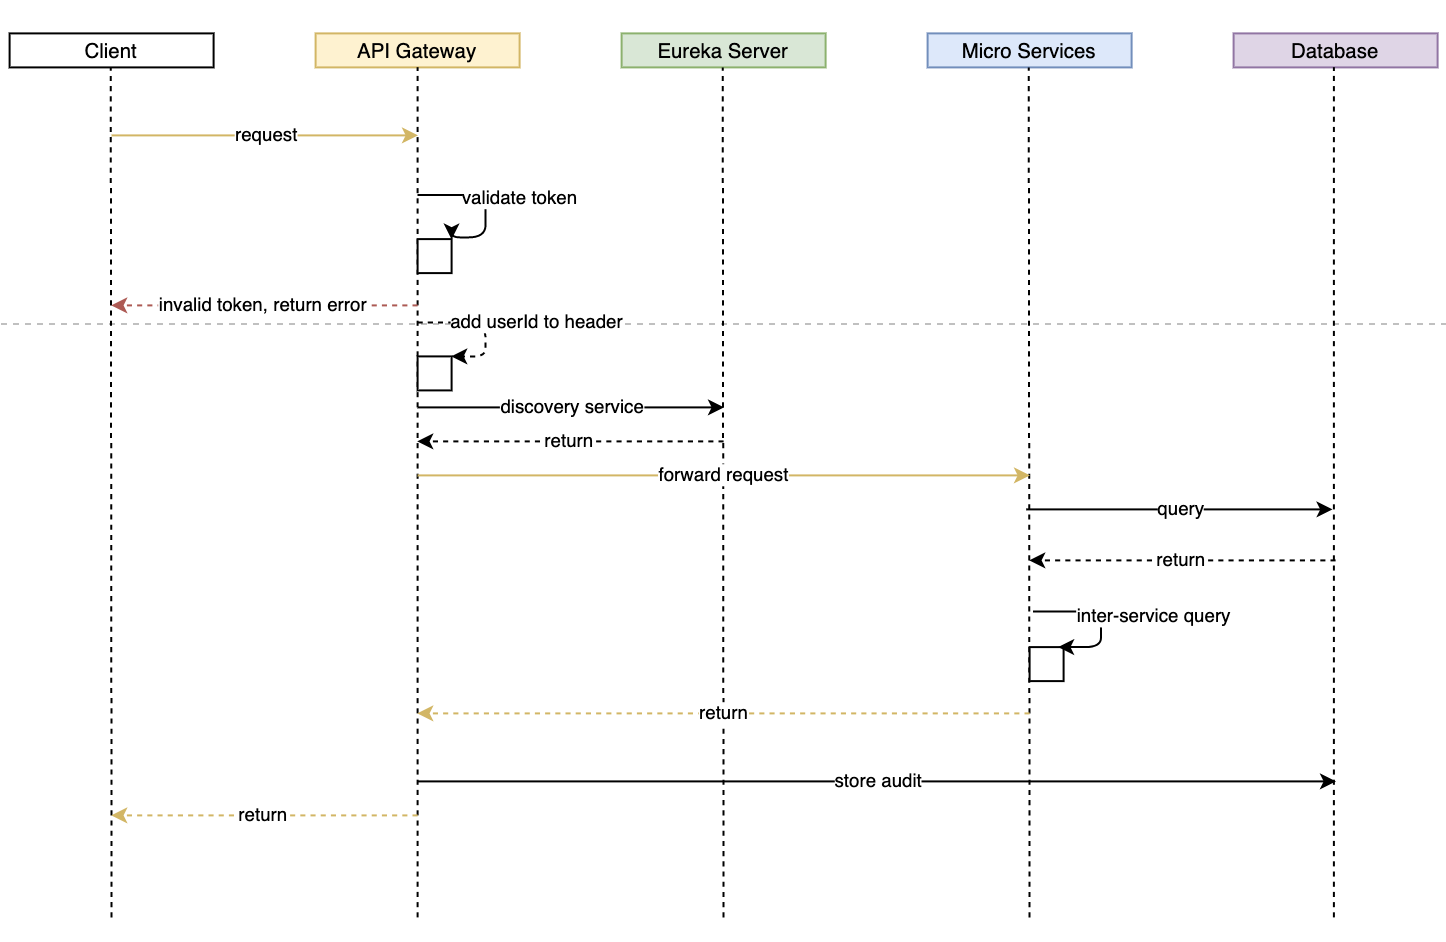 Client
API Gateway
Eureka Server
Micro Services
Database
request
validate token
invalid token, return error
add userId to header
discovery service
return
forward request
query
return
inter-service query
return
store audit
return